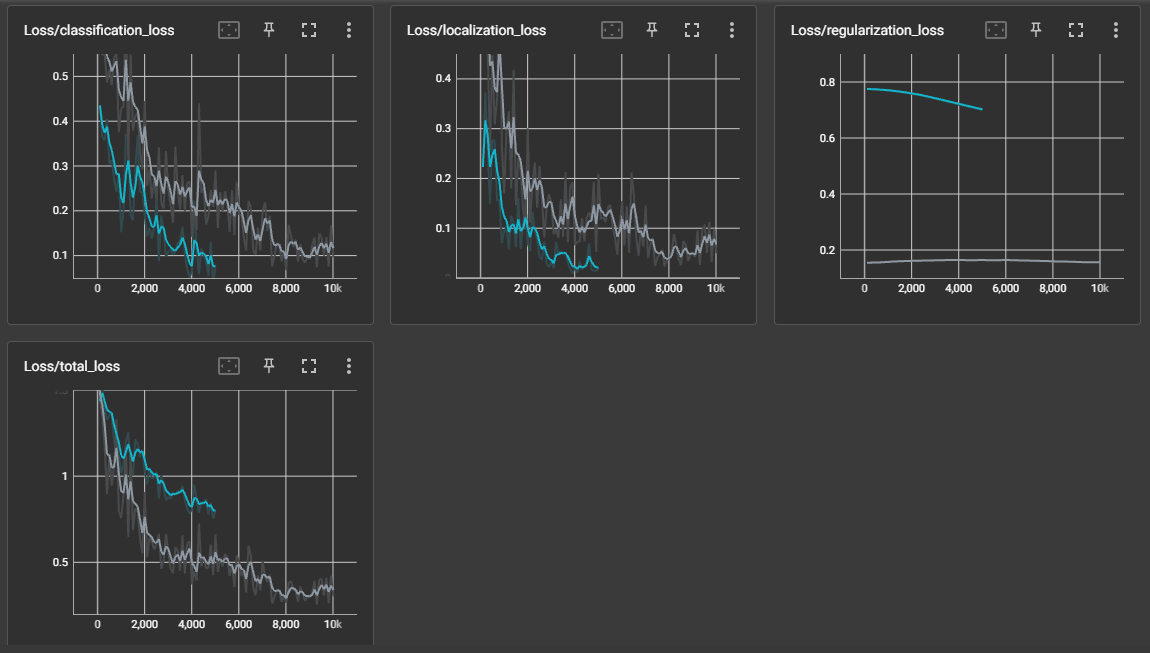 Loss/classification_loss
0.5
0.4
0.3
0.2
0.1
0 2,000 4,000 6,000 8,000 10k
Loss/localization_loss
0.4
0.3
0.2
0.1
0 2,000 4,000 6,000 8,000 10k
Loss/regularization_loss
0.8
0.6
0.4
0.2
0 2,000 4,000 6,000 8,000 10k
Loss/total_loss
1
0.5
0 2,000 4,000 6,000 8,000 10k